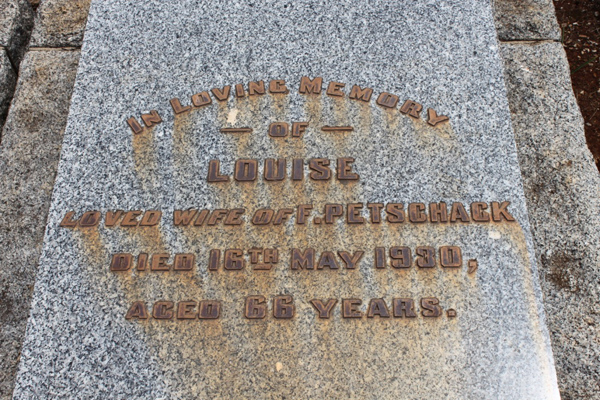 IN LOVING MEMORY
— OF —
LOUISE
LOVED WIFE OF F. PETSCHACK
DIED 16TH MAY 1930,
AGED 66 YEARS.